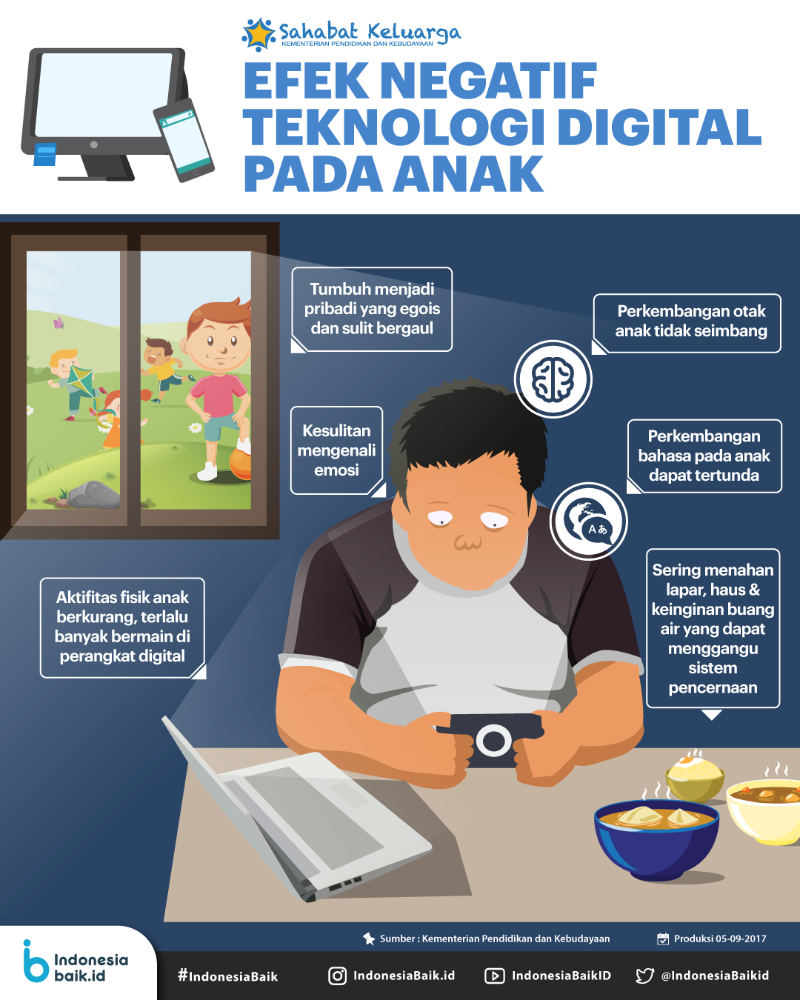 Sahabat Keluarga
KEMENTERIAN PENDIDIKAN DAN KEBUDAYAAN
EFEK NEGATIF
TEKNOLOGI DIGITAL
PADA ANAK
Tumbuh menjadi
pribadi yang egois
dan sulit bergaul
Perkembangan otak
anak tidak seimbang
Kesulitan
mengenali
emosi
Perkembangan
bahasa pada anak
dapat tertunda
A あ
Aktifitas fisik anak
berkurang, terlalu
banyak bermain di
perangkat digital
Sering menahan
lapar, haus &
keinginan buang
air yang dapat
menggangu
sistem
pencernaan
Sumber : Kementerian Pendidikan dan Kebudayaan
Produksi 05-09-2017
Indonesia
baik.id
#IndonesiaBaik
IndonesiaBaik.id
IndonesiaBaikID
@IndonesiaBaikid